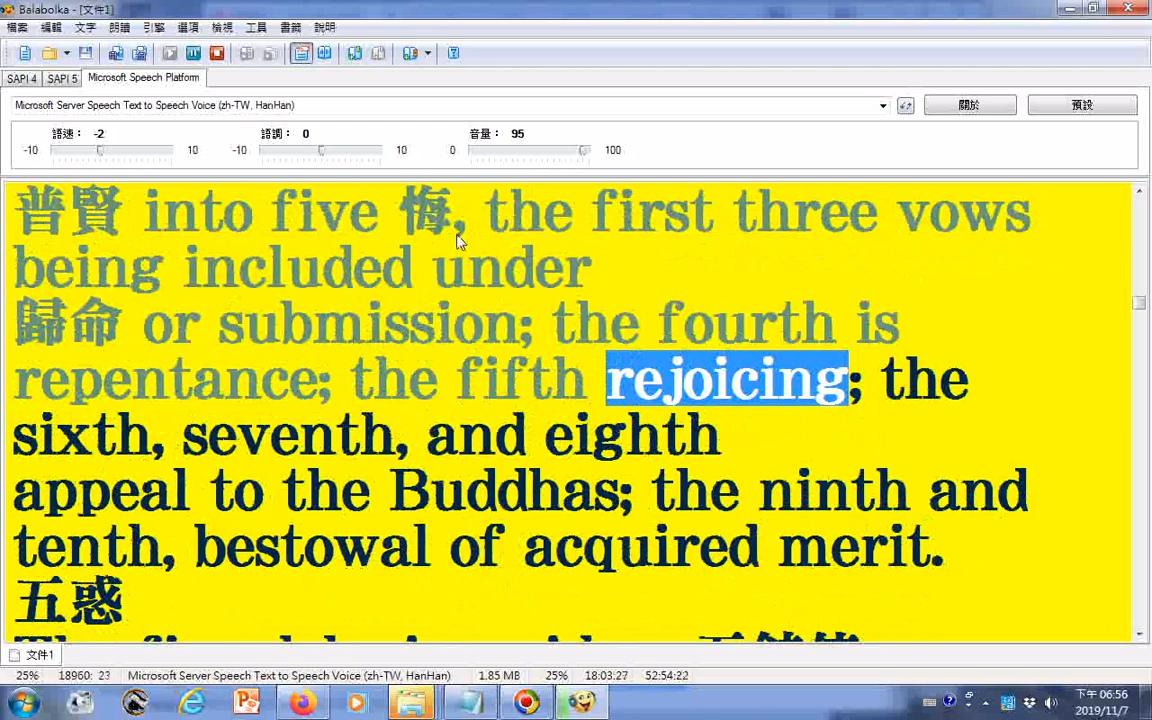 Balabolka - [文件1]
檔案 編輯 文字 朗讀 引擎 選項 檢視 工具 書籤 說明
SAPI 4 SAPI 5 Microsoft Speech Platform
Microsoft Server Speech Text to Speech Voice (zh-TW, HanHan) 關於 預設
語速： -2 語調： 0 音量： 95
-10 10 -10 10 0 100
普賢 into five 悔, the first three vows
being included under
歸命 or submission; the fourth is
repentance; the fifth rejoicing; the
sixth, seventh, and eighth
appeal to the Buddhas; the ninth and
tenth, bestowal of acquired merit.
五惑
文件1
25% 18960: 23 Microsoft Server Speech Text to Speech Voice (zh-TW, HanHan) 1.85 MB 25% 18:03:27 52:54:22
下午 06:56
2019/11/7